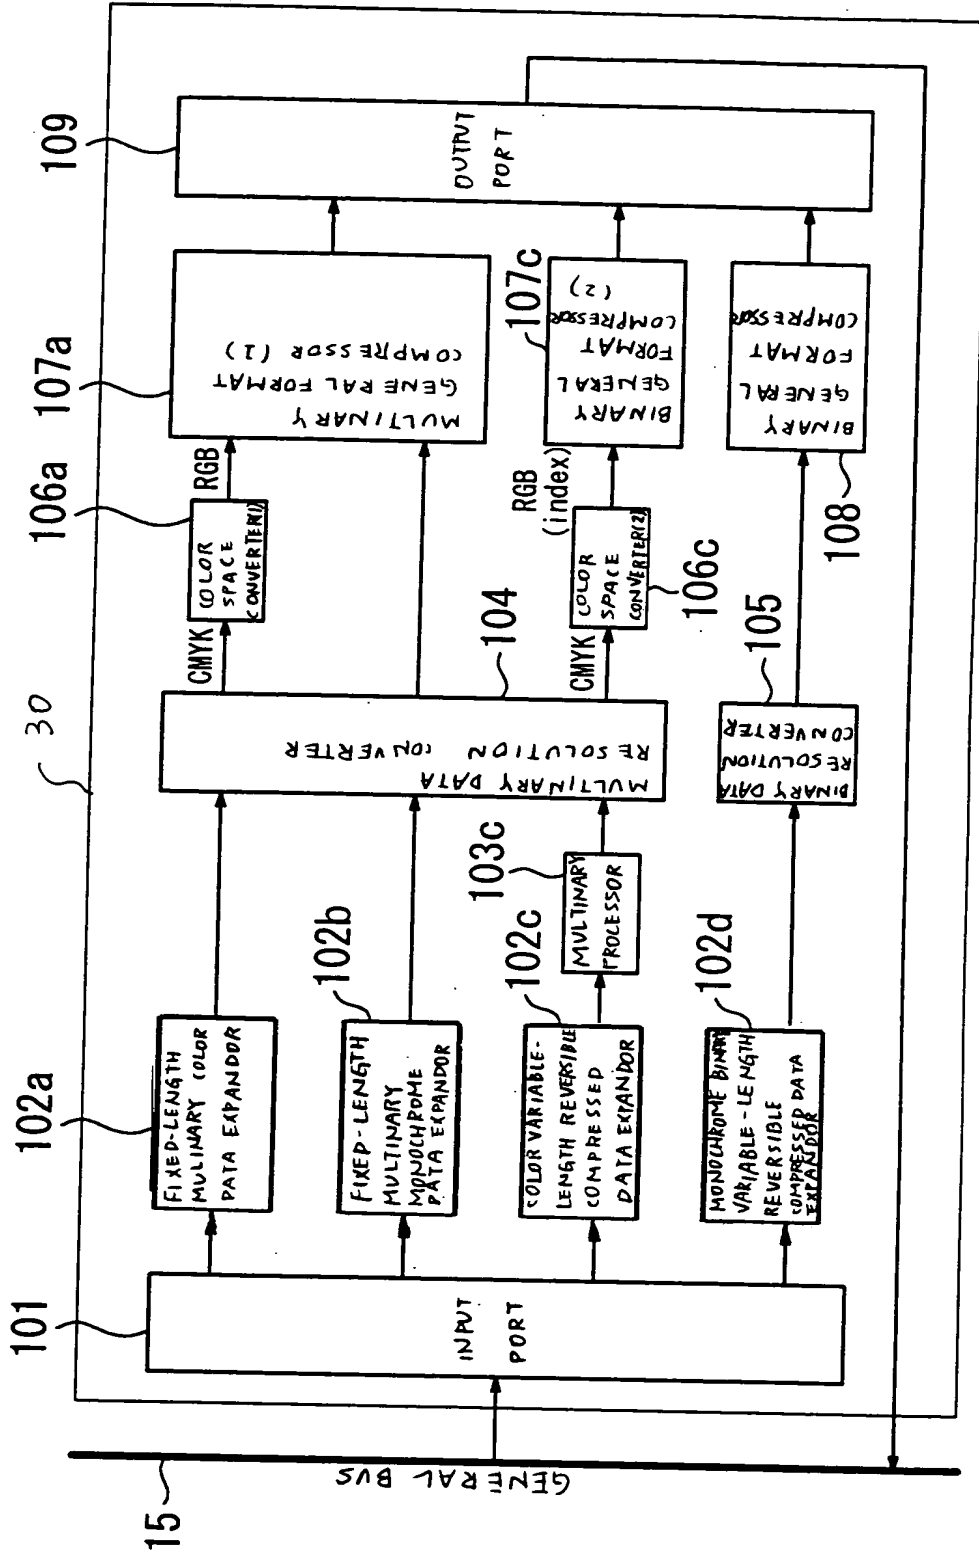 30
15
GENERAL BUS
101
INPUT
PORT
102a
FIXED-LENGTH
MULINARY COLOR
DATA EXPANDOR
102b
FIXED-LENGTH
MULTINARY
MONOCHROME
DATA EXPANDOR
102c
COLOR VARIABLE-
LENGTH REVERSIBLE
COMPRESSED
DATA EXPANDOR
102d
MONOCHROME BINARY
VARIABLE-LENGTH
REVERSIBLE
COMPRESSED DATA
EXPANDOR
103c
MULTINARY
PROCESSOR
MULTINARY DATA
RESOLUTION CONVERTER
104
BINARY DATA
RESOLUTION
CONVERTER
105
CMYK
COLOR
SPACE
CONVERTER(1)
106a
RGB
CMYK
COLOR
SPACE
CONVERTER(2)
106c
RGB
(index)
107a
MULTINARY
GENERAL FORMAT
COMPRESSOR (1)
107c
BINARY
GENERAL
FORMAT
COMPRESSOR
(2)
108
BINARY
GENERAL
FORMAT
COMPRESSOR
109
OUTPUT
PORT